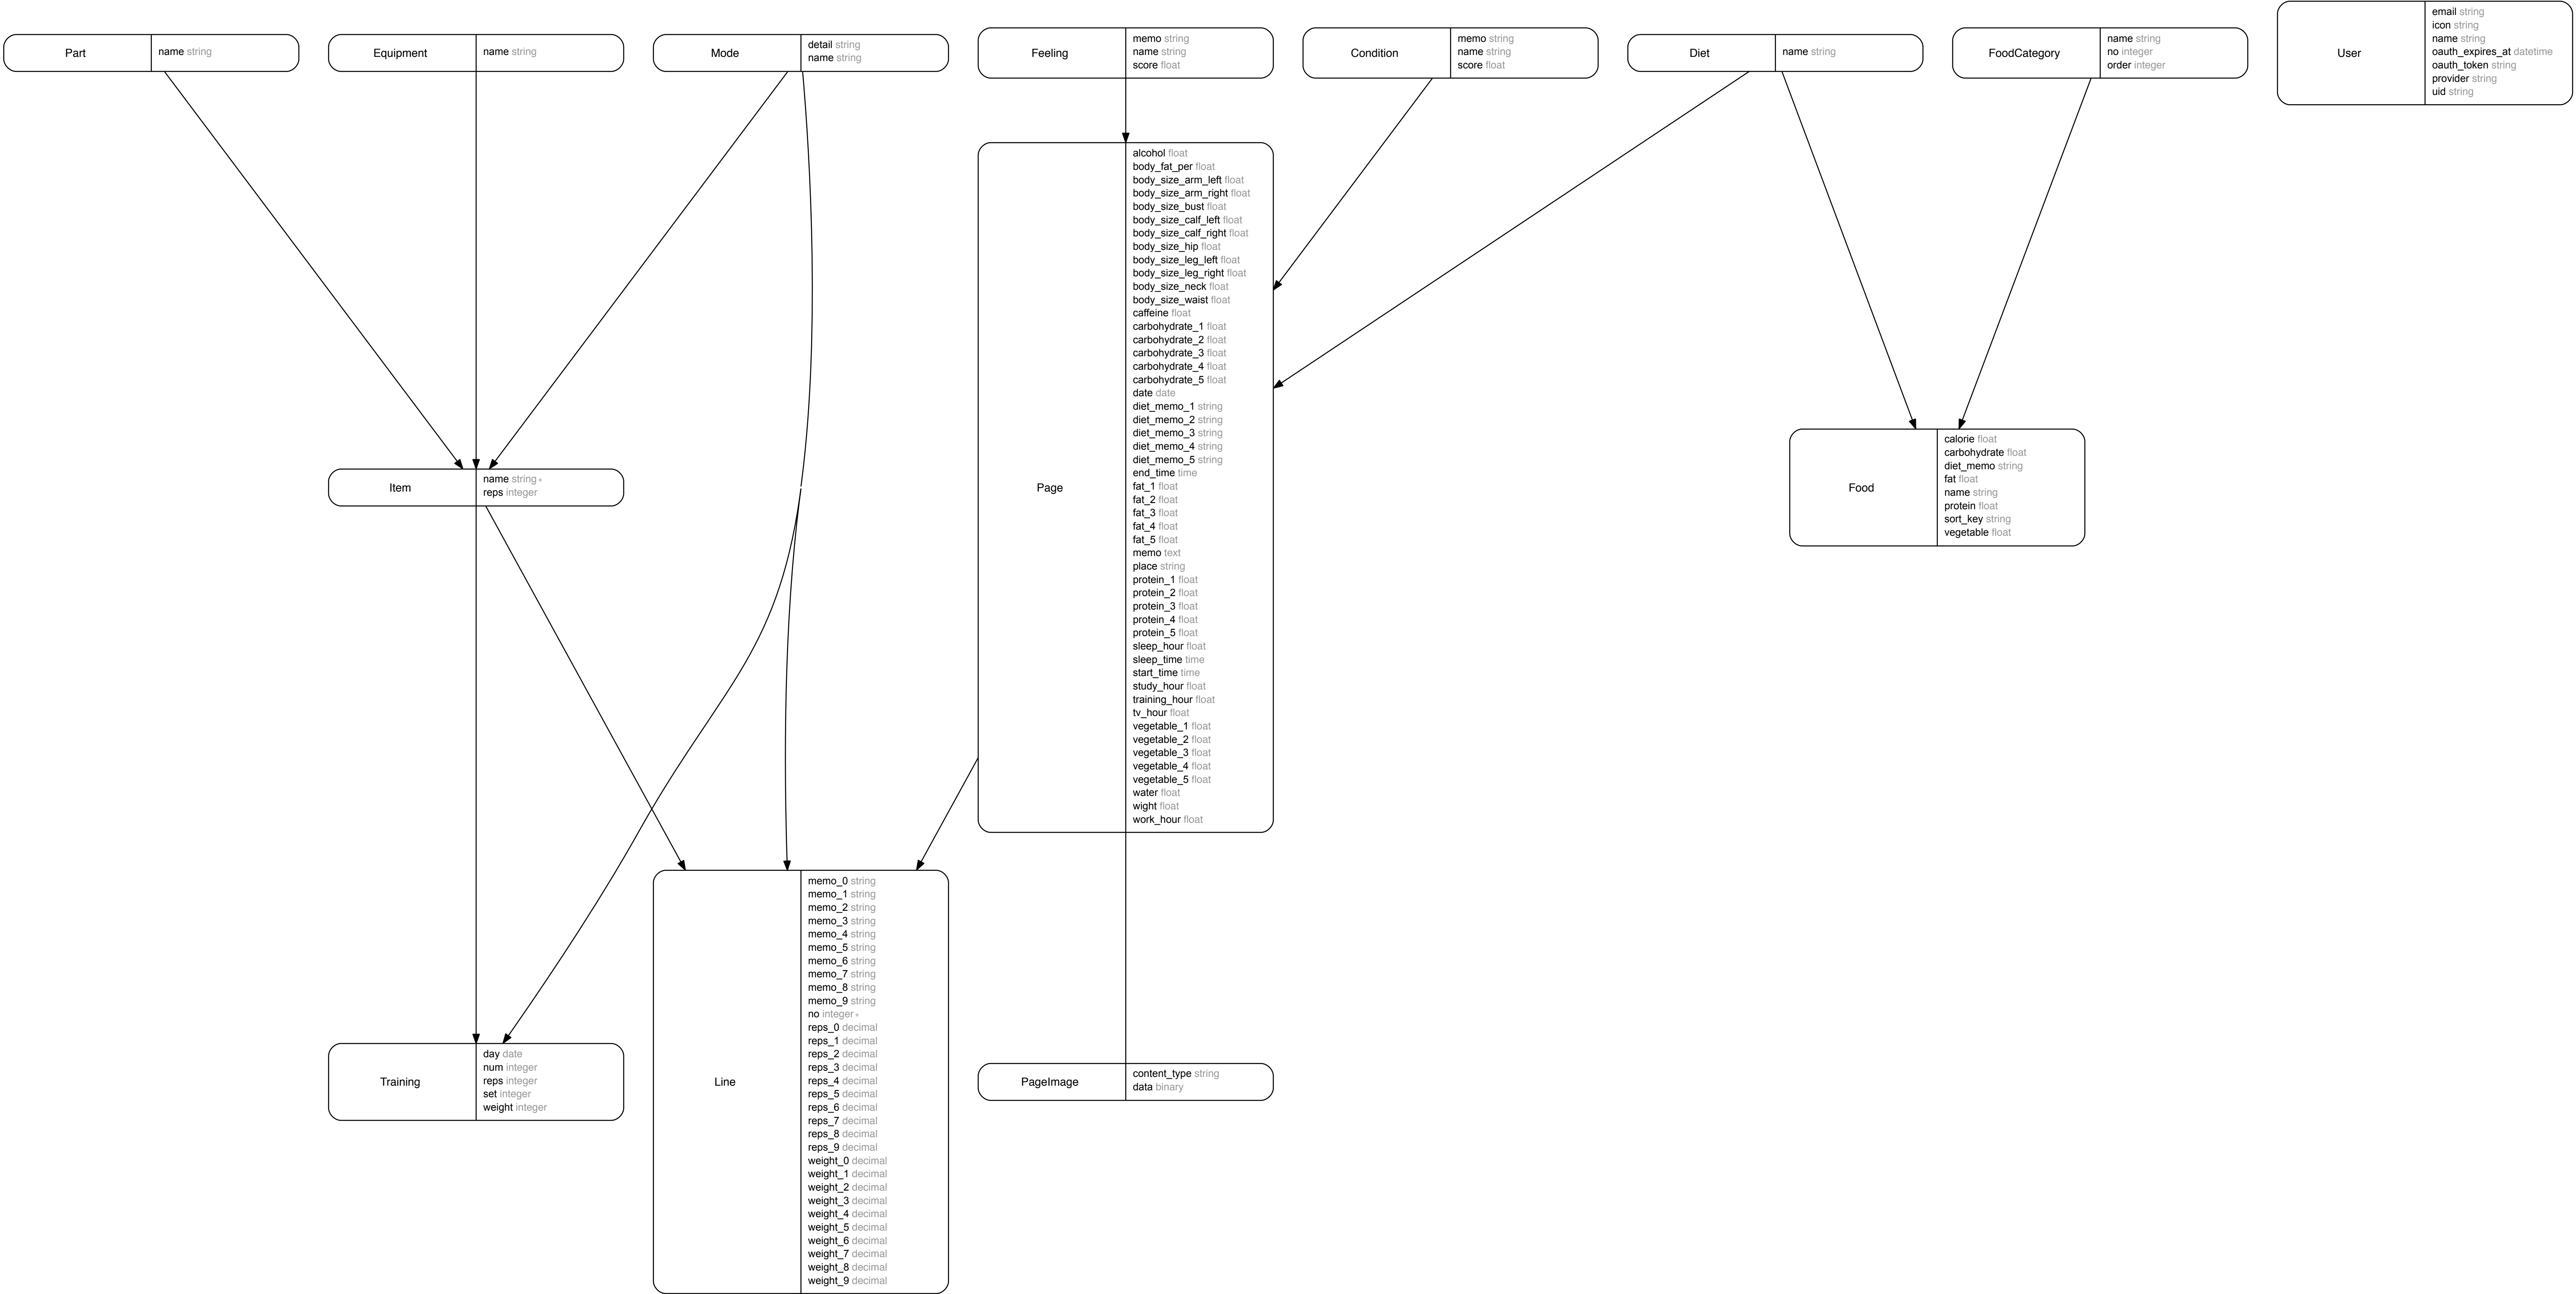 Part
name string
Equipment
name string
Mode
detail string
name string
Feeling
memo string
name string
score float
Condition
memo string
name string
score float
Diet
name string
FoodCategory
name string
no integer
order integer
User
email string
icon string
name string
oauth_expires_at datetime
oauth_token string
provider string
uid string
Page
alcohol float
body_fat_per float
body_size_arm_left float
body_size_arm_right float
body_size_bust float
body_size_calf_left float
body_size_calf_right float
body_size_hip float
body_size_leg_left float
body_size_leg_right float
body_size_neck float
body_size_waist float
caffeine float
carbohydrate_1 float
carbohydrate_2 float
carbohydrate_3 float
carbohydrate_4 float
carbohydrate_5 float
date date
diet_memo_1 string
diet_memo_2 string
diet_memo_3 string
diet_memo_4 string
diet_memo_5 string
end_time time
fat_1 float
fat_2 float
fat_3 float
fat_4 float
fat_5 float
memo text
place string
protein_1 float
protein_2 float
protein_3 float
protein_4 float
protein_5 float
sleep_hour float
sleep_time time
start_time time
study_hour float
training_hour float
tv_hour float
vegetable_1 float
vegetable_2 float
vegetable_3 float
vegetable_4 float
vegetable_5 float
water float
wight float
work_hour float
Item
name string *
reps integer
Food
calorie float
carbohydrate float
diet_memo string
fat float
name string
protein float
sort_key string
vegetable float
Training
day date
num integer
reps integer
set integer
weight integer
Line
memo_0 string
memo_1 string
memo_2 string
memo_3 string
memo_4 string
memo_5 string
memo_6 string
memo_7 string
memo_8 string
memo_9 string
no integer *
reps_0 decimal
reps_1 decimal
reps_2 decimal
reps_3 decimal
reps_4 decimal
reps_5 decimal
reps_6 decimal
reps_7 decimal
reps_8 decimal
reps_9 decimal
weight_0 decimal
weight_1 decimal
weight_2 decimal
weight_3 decimal
weight_4 decimal
weight_5 decimal
weight_6 decimal
weight_7 decimal
weight_8 decimal
weight_9 decimal
PageImage
content_type string
data binary